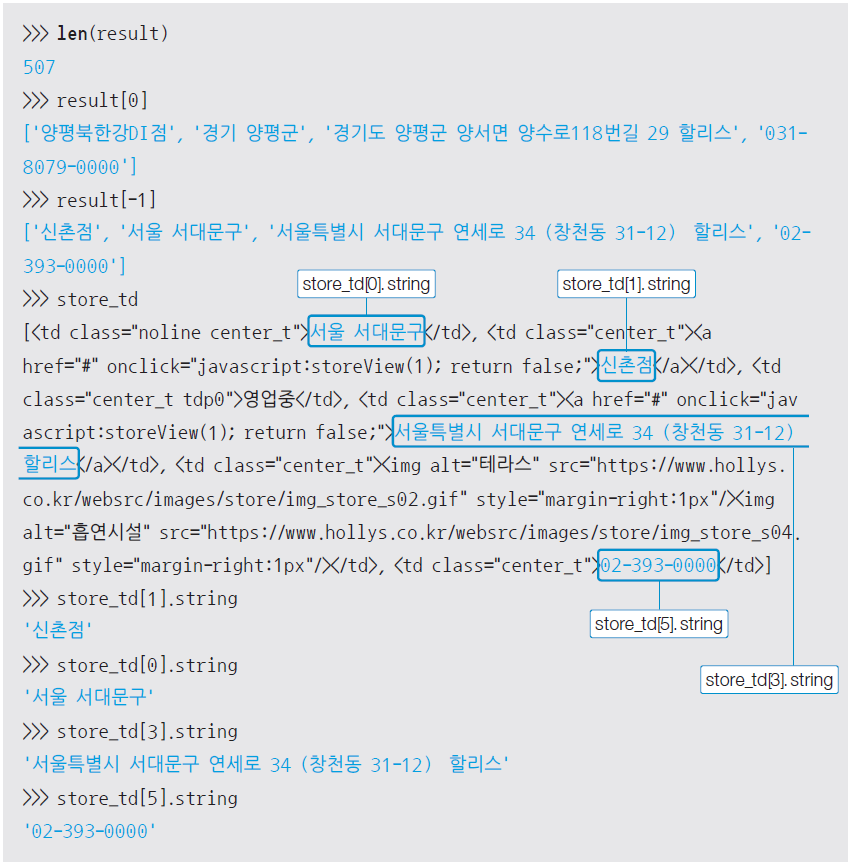 >>> len(result)
507
>>> result[0]
['양평북한강DI점', '경기 양평군', '경기도 양평군 양서면 양수로118번길 29 할리스', '031-
8079-0000']
>>> result[-1]
['신촌점', '서울 서대문구', '서울특별시 서대문구 연세로 34 (창천동 31-12) 할리스', '02-
393-0000']
store_td[0].string
store_td[1].string
>>> store_td
[<td class="noline center_t">서울 서대문구</td>, <td class="center_t"><a
href="#" onclick="javascript:storeView(1); return false;">신촌점</a></td>, <td
class="center_t tdp0">영업중</td>, <td class="center_t"><a href="#" onclick="jav
ascript:storeView(1); return false;">서울특별시 서대문구 연세로 34 (창천동 31-12)
할리스</a></td>, <td class="center_t"><img alt="테라스" src="https://www.hollys.
co.kr/websrc/images/store/img_store_s02.gif" style="margin-right:1px"/><img
alt="흡연시설" src="https://www.hollys.co.kr/websrc/images/store/img_store_s04.
gif" style="margin-right:1px"/></td>, <td class="center_t">02-393-0000</td>]
>>> store_td[1].string
store_td[5].string
'신촌점'
>>> store_td[0].string
store_td[3].string
'서울 서대문구'
>>> store_td[3].string
'서울특별시 서대문구 연세로 34 (창천동 31-12) 할리스'
>>> store_td[5].string
'02-393-0000'